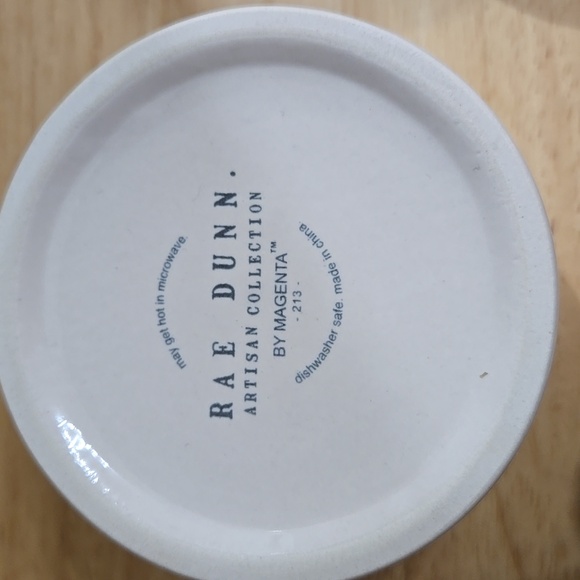 may get hot in microwave.
RAE DUNN.
ARTISAN COLLECTION
BY MAGENTA™
- 213 -
dishwasher safe. made in china